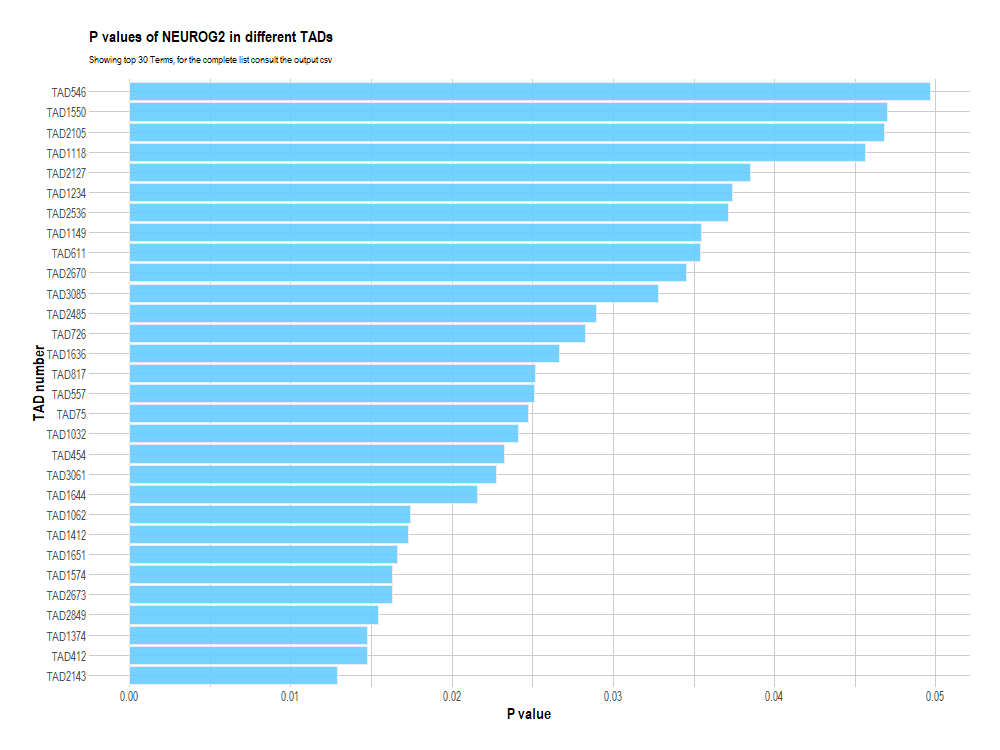 P values of NEUROG2 in different TADs
Showing top 30 Terms, for the complete list consult the output csv
TAD546
TAD1550
TAD2105
TAD1118
TAD2127
TAD1234
TAD2536
TAD1149
TAD611
TAD2670
TAD3085
TAD2485
TAD726
TAD1636
TAD817
TAD557
TAD75
TAD1032
TAD454
TAD3061
TAD1644
TAD1062
TAD1412
TAD1651
TAD1574
TAD2673
TAD2849
TAD1374
TAD412
TAD2143
TAD number
0.00 0.01 0.02 0.03 0.04 0.05
P value